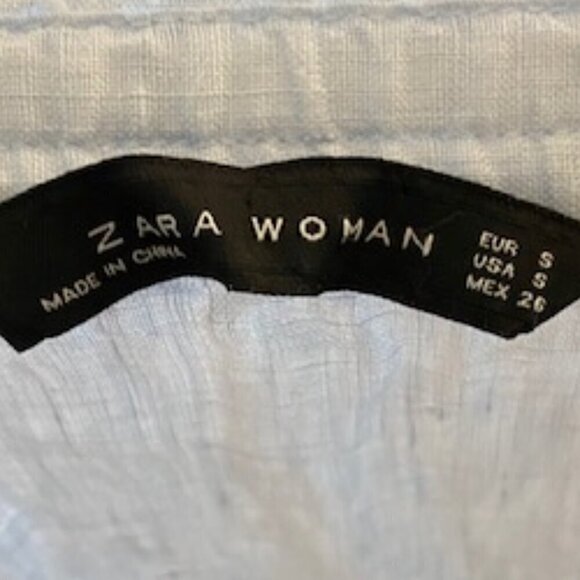 ZARA WOMAN
MADE IN CHINA
EUR S
USA S
MEX 26